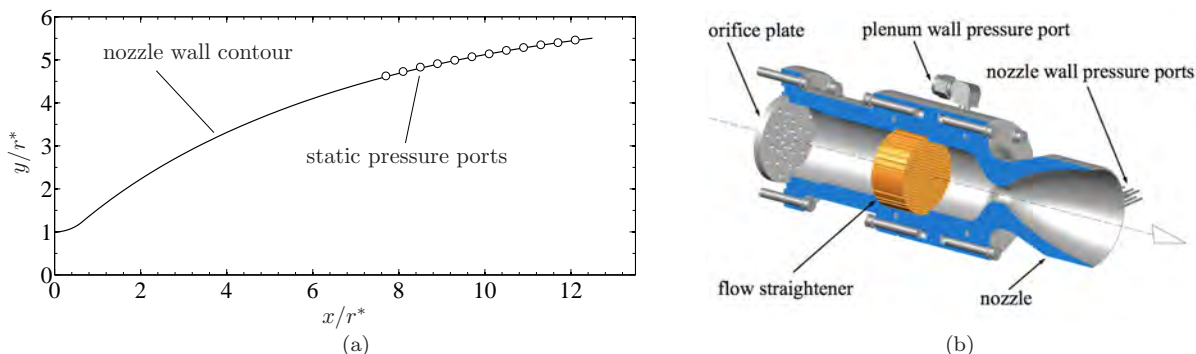 nozzle wall contour
static pressure ports
y/r*
6
5
4
3
2
1
0
0
2
4
6
8
10
12
x/r*
(a)
orifice plate
plenum wall pressure port
nozzle wall pressure ports
flow straightener
nozzle
(b)